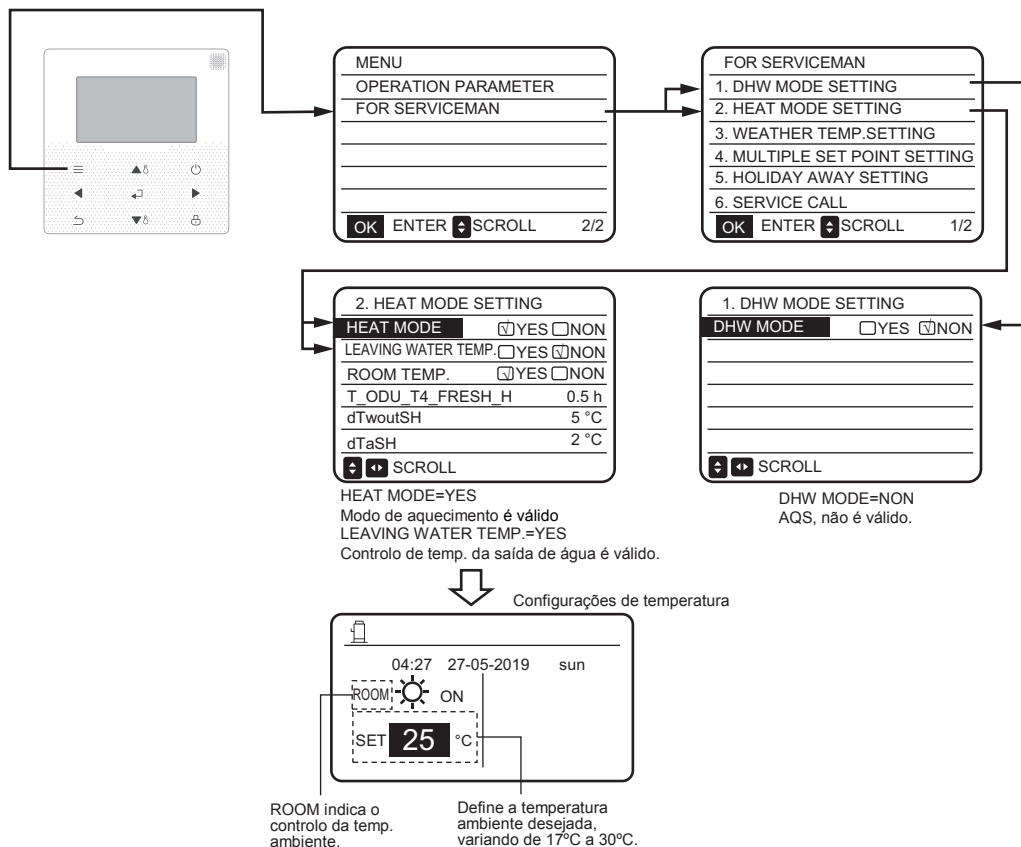 MENU
OPERATION PARAMETER
FOR SERVICEMAN
OK ENTER SCROLL 2/2
FOR SERVICEMAN
1. DHW MODE SETTING
2. HEAT MODE SETTING
3. WEATHER TEMP.SETTING
4. MULTIPLE SET POINT SETTING
5. HOLIDAY AWAY SETTING
6. SERVICE CALL
OK ENTER SCROLL 1/2
2. HEAT MODE SETTING
HEAT MODE YES NON
LEAVING WATER TEMP. YES NON
ROOM TEMP. YES NON
T_ODU_T4_FRESH_H 0.5 h
dTwoutSH 5 °C
dTaSH 2 °C
SCROLL
1. DHW MODE SETTING
DHW MODE YES NON
SCROLL
HEAT MODE=YES
Modo de aquecimento é válido
LEAVING WATER TEMP.=YES
Controlo de temp. da saída de água é válido.
DHW MODE=NON
AQS, não é válido.
Configurações de temperatura
04:27 27-05-2019 sun
ROOM ON
SET 25 °C
ROOM indica o
controlo da temp.
ambiente.
Define a temperatura
ambiente desejada,
variando de 17ºC a 30ºC.